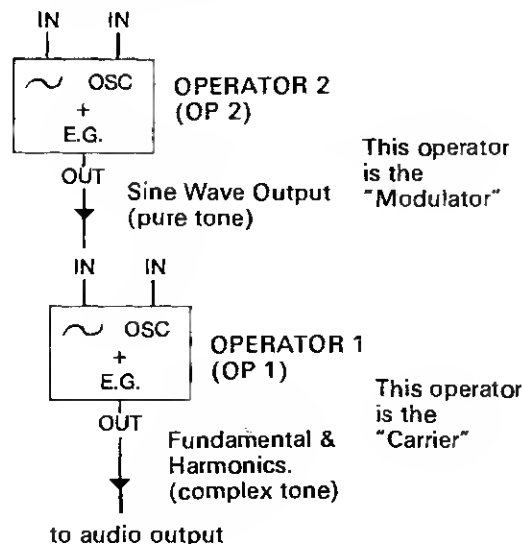 IN IN
OSC
+
E.G.
OPERATOR 2
(OP 2)
OUT
Sine Wave Output
(pure tone)
This operator
is the
"Modulator"
IN IN
OSC
+
E.G.
OPERATOR 1
(OP 1)
OUT
Fundamental &
Harmonics.
(complex tone)
This operator
is the
"Carrier"
to audio output